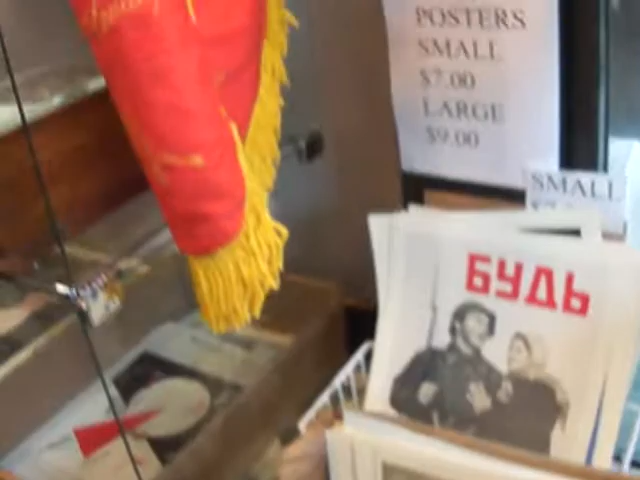 POSTERS
SMALL
$7.00
LARGE
$9.00
SMALL
БУДЬ